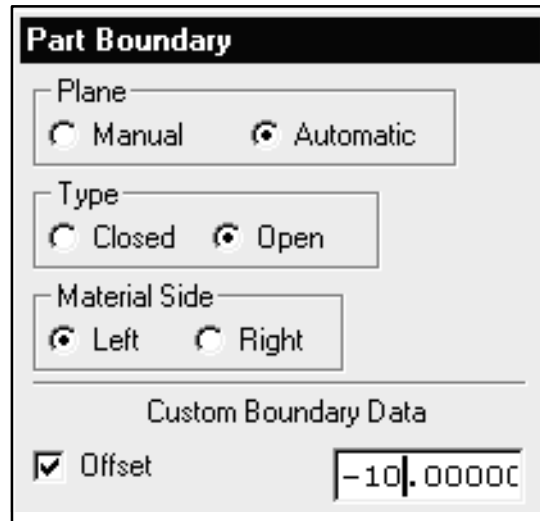 Part Boundary
Plane
Manual Automatic
Type
Closed Open
Material Side
Left Right
Custom Boundary Data
Offset -10.00000